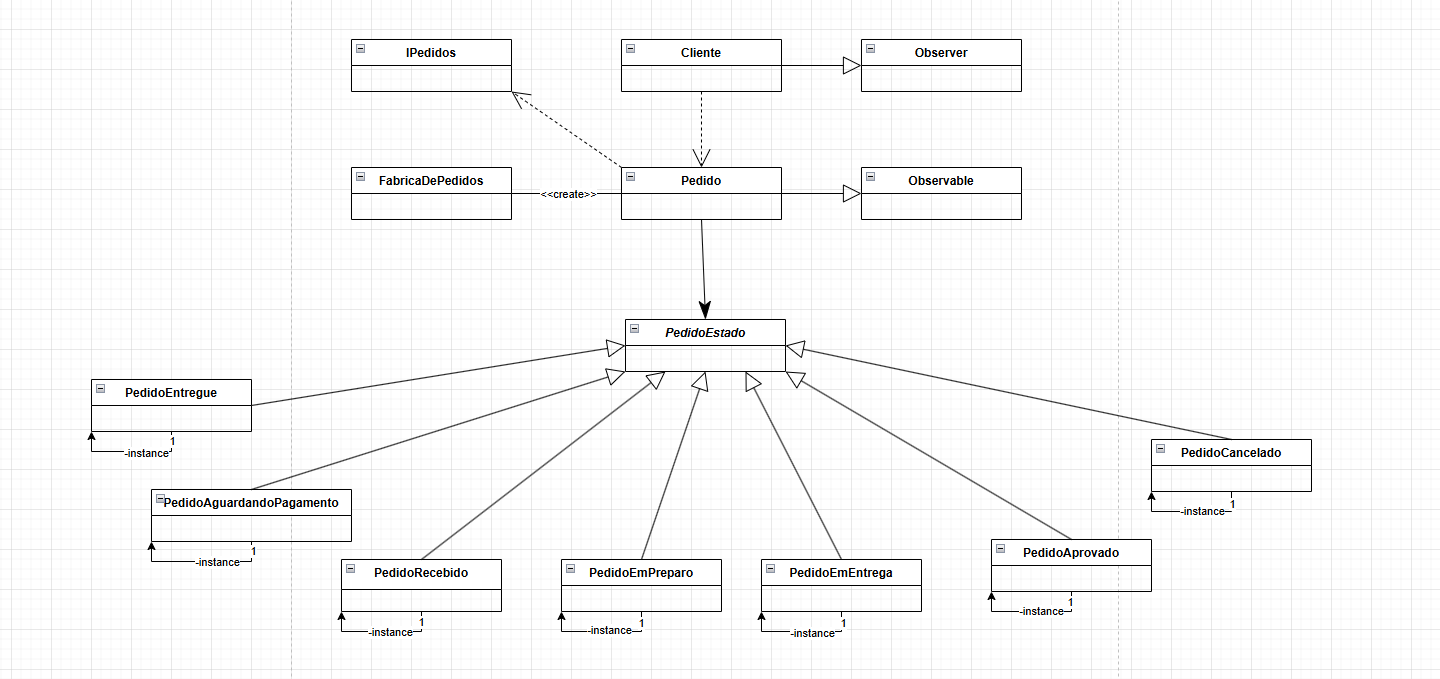 IPedidos
Cliente
Observer
FabricaDePedidos
<<create>>
Pedido
Observable
PedidoEstado
PedidoEntregue
1
-instance
PedidoAguardandoPagamento
1
-instance
PedidoRecebido
1
-instance
PedidoEmPreparo
1
-instance
PedidoEmEntrega
1
-instance
PedidoAprovado
1
-instance
PedidoCancelado
1
-instance